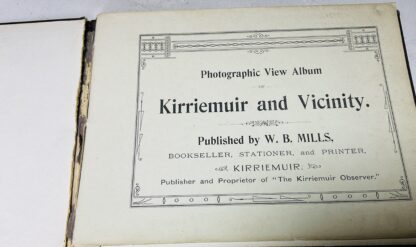 Photographic View Album
OF
Kirriemuir and Vicinity.
Published by W. B. MILLS,
BOOKSELLER, STATIONER, and PRINTER,
KIRRIEMUIR.
Publisher and Proprietor of "The Kirriemuir Observer."